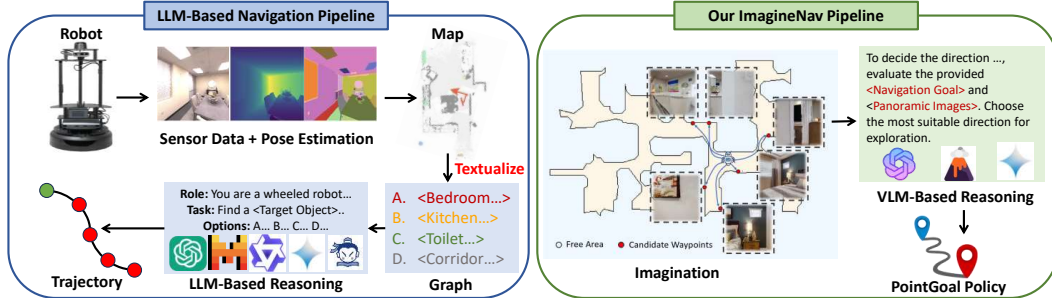 LLM-Based Navigation Pipeline
Robot
Map
Sensor Data + Pose Estimation
Textualize
Role: You are a wheeled robot…
Task: Find a <Target Object>..
Options: A… B… C… D…
A. <Bedroom…>
B. <Kitchen…>
C. <Toilet…>
D. <Corridor…>
Trajectory
LLM-Based Reasoning
Graph
Our ImagineNav Pipeline
Free Area
Candidate Waypoints
Imagination
To decide the direction …,
evaluate the provided
<Navigation Goal> and
<Panoramic Images>. Choose
the most suitable direction for
exploration.
VLM-Based Reasoning
PointGoal Policy